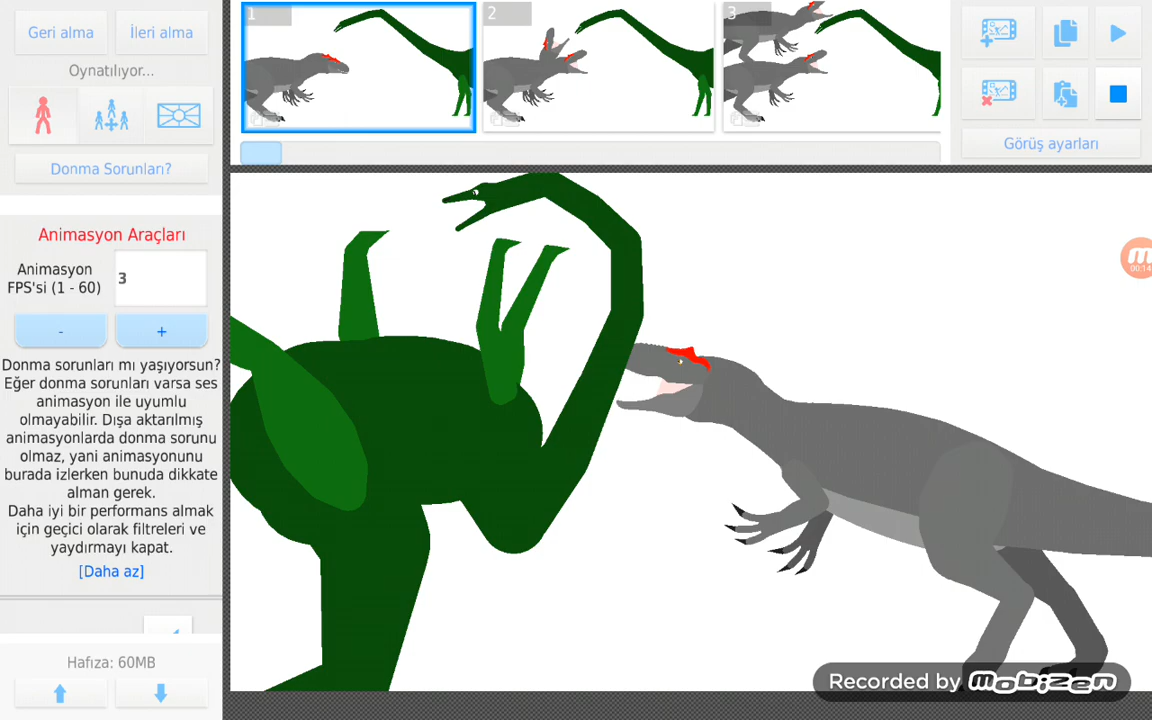 Geri alma
İleri alma
Oynatılıyor...
Donma Sorunları?
Animasyon Araçları
Animasyon
FPS'si (1 - 60)
3
-
+
Donma sorunları mı yaşıyorsun?
Eğer donma sorunları varsa ses
animasyon ile uyumlu
olmayabilir. Dışa aktarılmış
animasyonlarda donma sorunu
olmaz, yani animasyonunu
burada izlerken bunuda dikkate
alman gerek.
Daha iyi bir performans almak
için geçici olarak filtreleri ve
yaydırmayı kapat.
[Daha az]
Hafıza: 60MB
1
2
3
Görüş ayarları
00:14
Recorded by mobizen